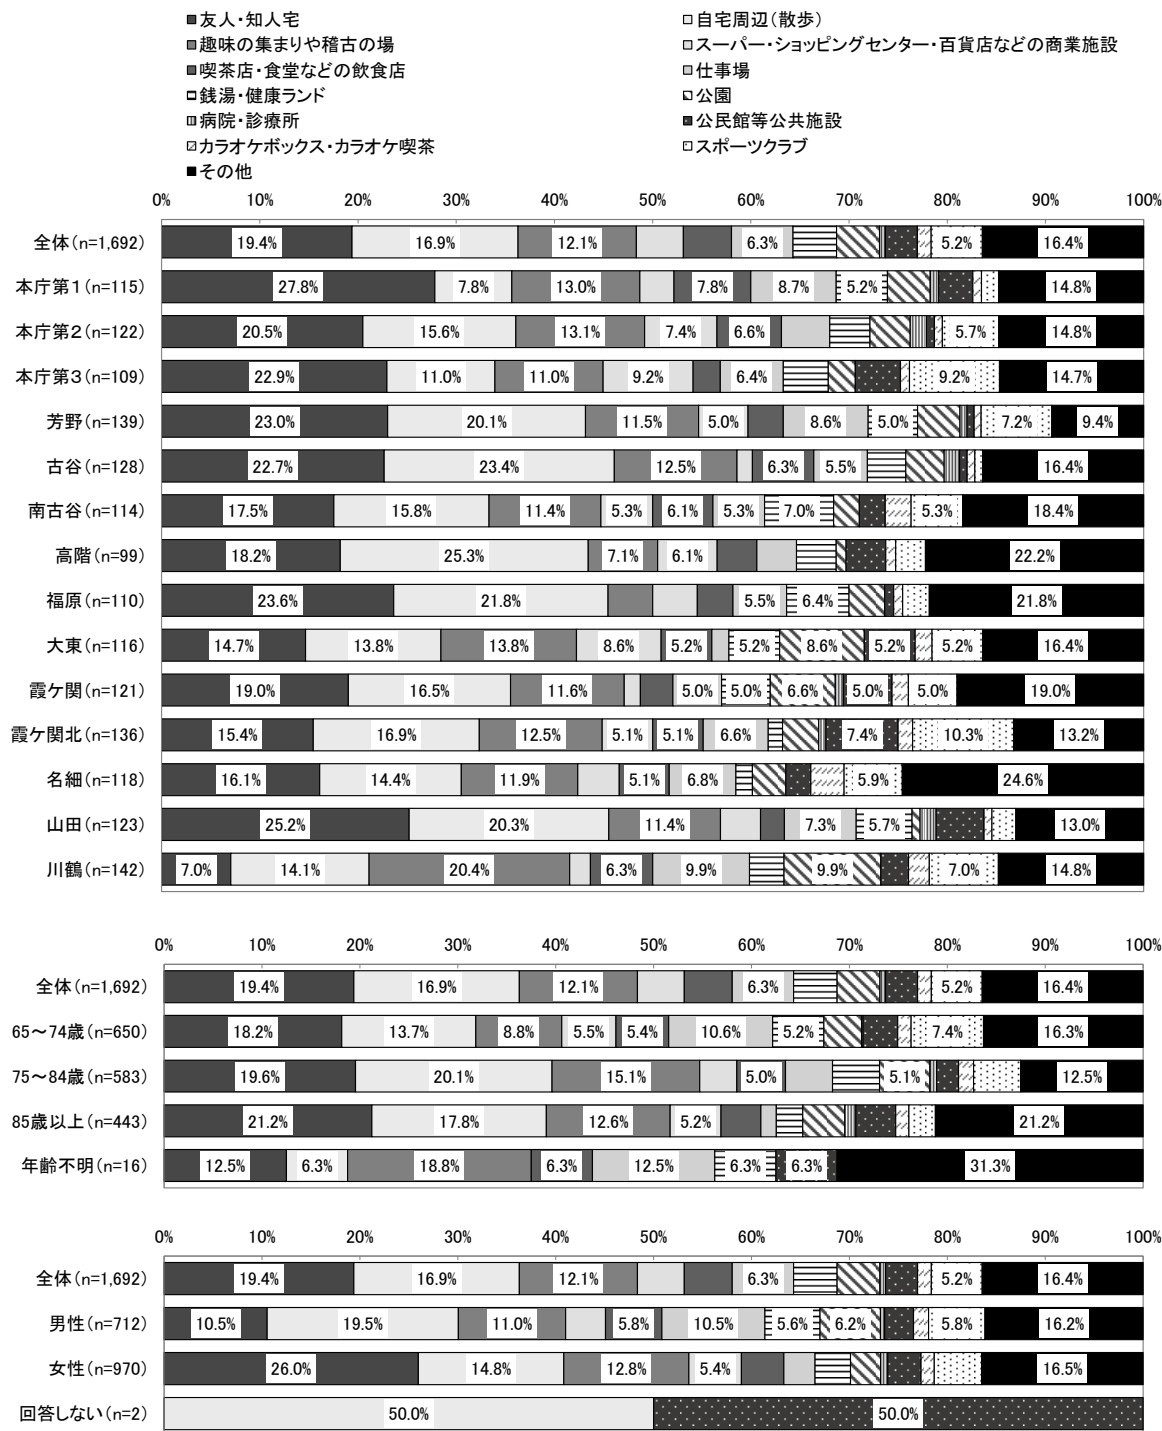 友人・知人宅 自宅周辺（散歩）
趣味の集まりや稽古の場 スーパー・ショッピングセンター・百貨店などの商業施設
喫茶店・食堂などの飲食店 仕事場
銭湯・健康ランド 公園
病院・診療所 公民館等公共施設
カラオケボックス・カラオケ喫茶 スポーツクラブ
その他
0% 10% 20% 30% 40% 50% 60% 70% 80% 90% 100%
全体（n=1,692） 19.4% 16.9% 12.1% 6.3% 5.2% 16.4%
本庁第１（n=115） 27.8% 7.8% 13.0% 7.8% 8.7% 5.2% 14.8%
本庁第２（n=122） 20.5% 15.6% 13.1% 7.4% 6.6% 5.7% 14.8%
本庁第３（n=109） 22.9% 11.0% 11.0% 9.2% 6.4% 9.2% 14.7%
芳野（n=139） 23.0% 20.1% 11.5% 5.0% 8.6% 5.0% 7.2% 9.4%
古谷（n=128） 22.7% 23.4% 12.5% 6.3% 5.5% 16.4%
南古谷（n=114） 17.5% 15.8% 11.4% 5.3% 6.1% 5.3% 7.0% 5.3% 18.4%
高階（n=99） 18.2% 25.3% 7.1% 6.1% 22.2%
福原（n=110） 23.6% 21.8% 5.5% 6.4% 21.8%
大東（n=116） 14.7% 13.8% 13.8% 8.6% 5.2% 5.2% 8.6% 5.2% 5.2% 16.4%
霞ケ関（n=121） 19.0% 16.5% 11.6% 5.0% 5.0% 6.6% 5.0% 5.0% 19.0%
霞ケ関北（n=136） 15.4% 16.9% 12.5% 5.1% 5.1% 6.6% 7.4% 10.3% 13.2%
名細（n=118） 16.1% 14.4% 11.9% 5.1% 6.8% 5.9% 24.6%
山田（n=123） 25.2% 20.3% 11.4% 7.3% 5.7% 13.0%
川鶴（n=142） 7.0% 14.1% 20.4% 6.3% 9.9% 9.9% 7.0% 14.8%
0% 10% 20% 30% 40% 50% 60% 70% 80% 90% 100%
全体（n=1,692） 19.4% 16.9% 12.1% 6.3% 5.2% 16.4%
65～74歳（n=650） 18.2% 13.7% 8.8% 5.5% 5.4% 10.6% 5.2% 7.4% 16.3%
75～84歳（n=583） 19.6% 20.1% 15.1% 5.0% 5.1% 12.5%
85歳以上（n=443） 21.2% 17.8% 12.6% 5.2% 21.2%
年齢不明（n=16） 12.5% 6.3% 18.8% 6.3% 12.5% 6.3% 6.3% 31.3%
0% 10% 20% 30% 40% 50% 60% 70% 80% 90% 100%
全体（n=1,692） 19.4% 16.9% 12.1% 6.3% 5.2% 16.4%
男性（n=712） 10.5% 19.5% 11.0% 5.8% 10.5% 5.6% 6.2% 5.8% 16.2%
女性（n=970） 26.0% 14.8% 12.8% 5.4% 16.5%
回答しない（n=2） 50.0% 50.0%